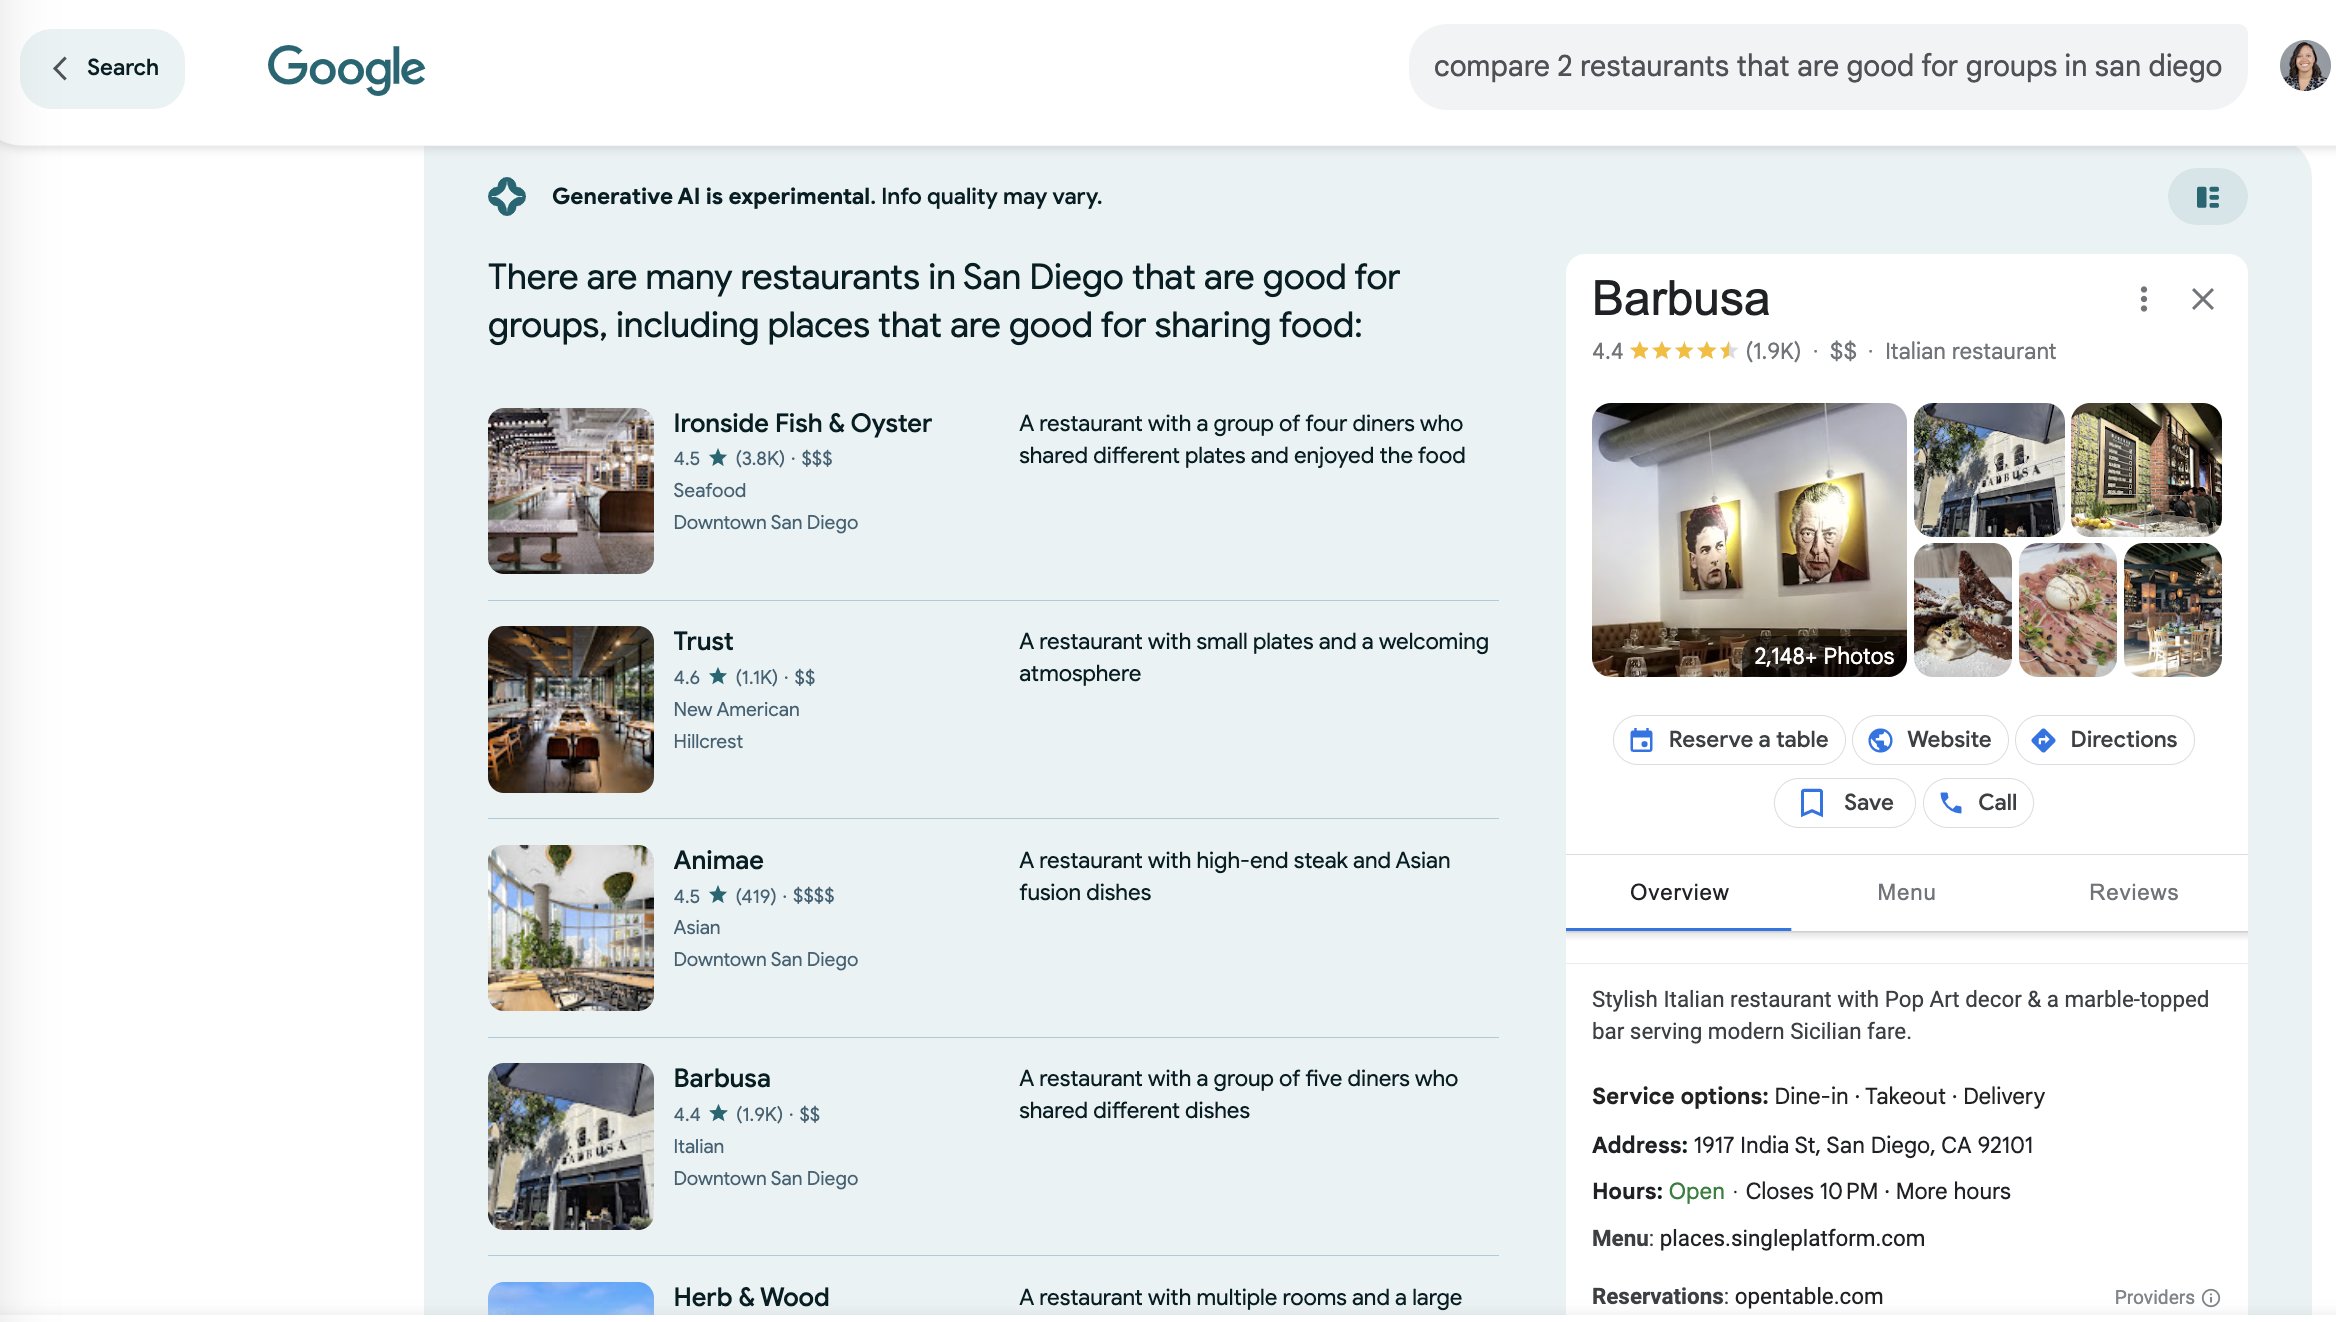 Search
Google
compare 2 restaurants that are good for groups in san diego
Generative AI is experimental. Info quality may vary.
There are many restaurants in San Diego that are good for
groups, including places that are good for sharing food:
Ironside Fish & Oyster
4.5 ★ (3.8K) · $$$
Seafood
Downtown San Diego
A restaurant with a group of four diners who
shared different plates and enjoyed the food
Trust
4.6 ★ (1.1K) · $$
New American
Hillcrest
A restaurant with small plates and a welcoming
atmosphere
Animae
4.5 ★ (419) · $$$$
Asian
Downtown San Diego
A restaurant with high-end steak and Asian
fusion dishes
Barbusa
4.4 ★ (1.9K) · $$
Italian
Downtown San Diego
A restaurant with a group of five diners who
shared different dishes
BARBUSA
Herb & Wood
A restaurant with multiple rooms and a large
Barbusa
4.4 (1.9K) · $$ · Italian restaurant
BARBUSA
2,148+ Photos
Reserve a table
Website
Directions
Save
Call
Overview
Menu
Reviews
Stylish Italian restaurant with Pop Art decor & a marble-topped
bar serving modern Sicilian fare.
Service options: Dine-in · Takeout · Delivery
Address: 1917 India St, San Diego, CA 92101
Hours: Open · Closes 10 PM · More hours
Menu: places.singleplatform.com
Reservations: opentable.com
Providers